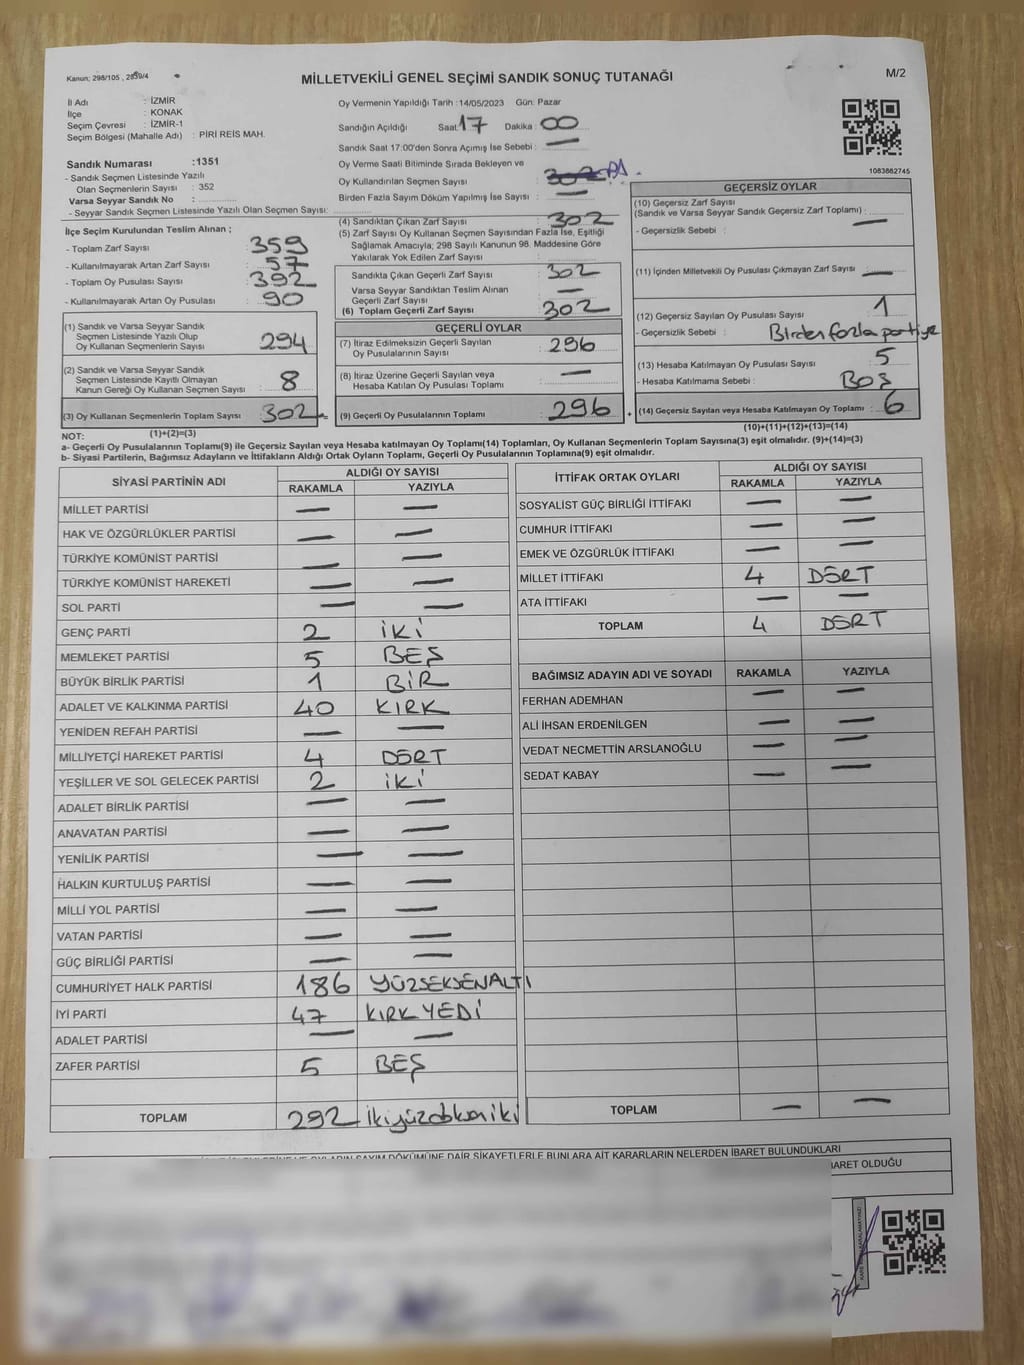 Kanun; 298/105 , 2839/4
MİLLETVEKİLİ GENEL SEÇİMİ SANDIK SONUÇ TUTANAĞI
M/2
İl Adı : İZMİR
İlçe : KONAK
Seçim Çevresi : İZMİR-1
Seçim Bölgesi (Mahalle Adı) : PİRİ REİS MAH.
Oy Vermenin Yapıldığı Tarih :14/05/2023 Gün: Pazar
Sandığın Açıldığı Saat:17 Dakika : 00
Sandık Saat 17:00'den Sonra Açımış İse Sebebi : —
Oy Verme Saati Bitiminde Sırada Bekleyen ve
Oy Kullandırılan Seçmen Sayısı : 302
Birden Fazla Sayım Döküm Yapılmış İse Sayısı : —
1083862745
Sandık Numarası :1351
- Sandık Seçmen Listesinde Yazılı
Olan Seçmenlerin Sayısı : 352
Varsa Seyyar Sandık No :
- Seyyar Sandık Seçmen Listesinde Yazılı Olan Seçmen Sayısı:
İlçe Seçim Kurulundan Teslim Alınan ;
- Toplam Zarf Sayısı : 359
- Kullanılmayarak Artan Zarf Sayısı : 57
- Toplam Oy Pusulası Sayısı : 392
- Kullanılmayarak Artan Oy Pusulası : 90
(1) Sandık ve Varsa Seyyar Sandık
Seçmen Listesinde Yazılı Olup
Oy Kullanan Seçmenlerin Sayısı : 294
(2) Sandık ve Varsa Seyyar Sandık
Seçmen Listesinde Kayıtlı Olmayan
Kanun Gereği Oy Kullanan Seçmen Sayısı : 8
(3) Oy Kullanan Seçmenlerin Toplam Sayısı : 302 =
(1)+(2)=(3)
(4) Sandıktan Çıkan Zarf Sayısı : 302
(5) Zarf Sayısı Oy Kullanan Seçmen Sayısından Fazla İse, Eşitliği
Sağlamak Amacıyla; 298 Sayılı Kanunun 98. Maddesine Göre
Yakılarak Yok Edilen Zarf Sayısı :
Sandıkta Çıkan Geçerli Zarf Sayısı : 302
Varsa Seyyar Sandıktan Teslim Alınan
Geçerli Zarf Sayısı : —
(6) Toplam Geçerli Zarf Sayısı : 302
GEÇERLİ OYLAR
(7) İtiraz Edilmeksizin Geçerli Sayılan
Oy Pusulalarının Sayısı : 296
(8) İtiraz Üzerine Geçerli Sayılan veya
Hesaba Katılan Oy Pusulası Toplamı : —
(9) Geçerli Oy Pusulalarının Toplamı : 296 +
GEÇERSİZ OYLAR
(10) Geçersiz Zarf Sayısı
(Sandık ve Varsa Seyyar Sandık Geçersiz Zarf Toplamı) : —
- Geçersizlik Sebebi :
(11) İçinden Milletvekili Oy Pusulası Çıkmayan Zarf Sayısı : —
(12) Geçersiz Sayılan Oy Pusulası Sayısı : 1
- Geçersizlik Sebebi : Birden fazla partiye
(13) Hesaba Katılmayan Oy Pusulası Sayısı : 5
- Hesaba Katılmama Sebebi : BOŞ
(14) Geçersiz Sayılan veya Hesaba Katılmayan Oy Toplamı : 6
(10)+(11)+(12)+(13)=(14)
NOT:
a- Geçerli Oy Pusulalarının Toplamı(9) ile Geçersiz Sayılan veya Hesaba katılmayan Oy Toplamı(14) Toplamları, Oy Kullanan Seçmenlerin Toplam Sayısına(3) eşit olmalıdır. (9)+(14)=(3)
b- Siyasi Partilerin, Bağımsız Adayların ve İttifakların Aldığı Ortak Oyların Toplamı, Geçerli Oy Pusulalarının Toplamına(9) eşit olmalıdır.
SİYASİ PARTİNİN ADI ALDIĞI OY SAYISI
RAKAMLA YAZIYLA
MİLLET PARTİSİ — —
HAK VE ÖZGÜRLÜKLER PARTİSİ — —
TÜRKİYE KOMÜNİST PARTİSİ — —
TÜRKİYE KOMÜNİST HAREKETİ — —
SOL PARTİ — —
GENÇ PARTİ 2 İKİ
MEMLEKET PARTİSİ 5 BEŞ
BÜYÜK BİRLİK PARTİSİ 1 BİR
ADALET VE KALKINMA PARTİSİ 40 KIRK
YENİDEN REFAH PARTİSİ — —
MİLLİYETÇİ HAREKET PARTİSİ 4 DÖRT
YEŞİLLER VE SOL GELECEK PARTİSİ 2 İKİ
ADALET BİRLİK PARTİSİ — —
ANAVATAN PARTİSİ — —
YENİLİK PARTİSİ — —
HALKIN KURTULUŞ PARTİSİ — —
MİLLİ YOL PARTİSİ — —
VATAN PARTİSİ — —
GÜÇ BİRLİĞİ PARTİSİ — —
CUMHURİYET HALK PARTİSİ 186 YÜZSEKSENALTI
İYİ PARTİ 47 KIRKYEDİ
ADALET PARTİSİ — —
ZAFER PARTİSİ 5 BEŞ
TOPLAM 292 ikiyüzdoksaniki
İTTİFAK ORTAK OYLARI ALDIĞI OY SAYISI
RAKAMLA YAZIYLA
SOSYALİST GÜÇ BİRLİĞİ İTTİFAKI — —
CUMHUR İTTİFAKI — —
EMEK VE ÖZGÜRLÜK İTTİFAKI — —
MİLLET İTTİFAKI 4 DÖRT
ATA İTTİFAKI — —
TOPLAM 4 DÖRT
BAĞIMSIZ ADAYIN ADI VE SOYADI RAKAMLA YAZIYLA
FERHAN ADEMHAN — —
ALİ İHSAN ERDENİLGEN — —
VEDAT NECMETTİN ARSLANOĞLU — —
SEDAT KABAY — —
TOPLAM — —
OYLARIN SAYIM DÖKÜMÜNE DAİR ŞİKAYETLERLE BUNLARA AİT KARARLARIN NELERDEN İBARET BULUNDUKLARI
İBARET OLDUĞU